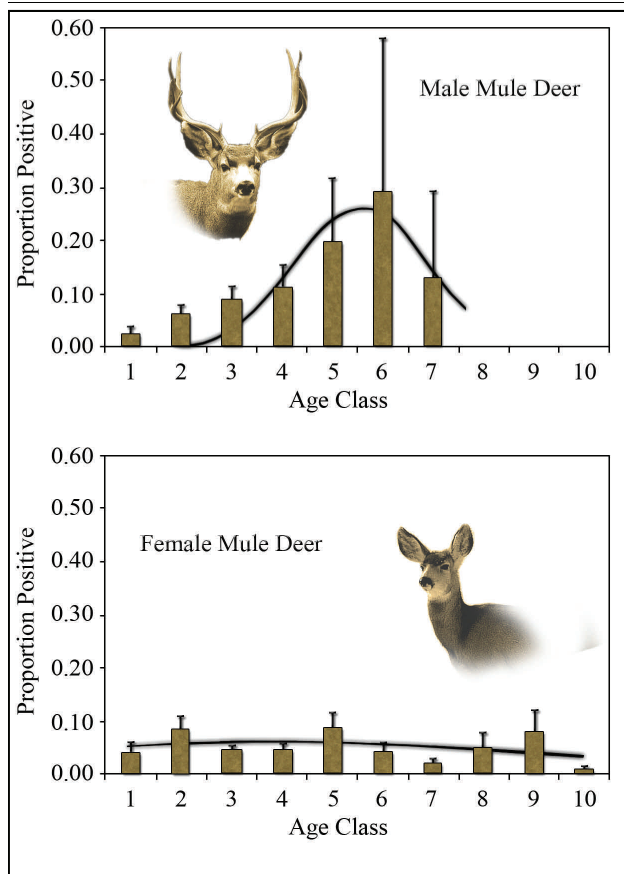 Male Mule Deer
Proportion Positive
0.60
0.50
0.40
0.30
0.20
0.10
0.00
1 2 3 4 5 6 7 8 9 10
Age Class
Female Mule Deer
Proportion Positive
0.60
0.50
0.40
0.30
0.20
0.10
0.00
1 2 3 4 5 6 7 8 9 10
Age Class